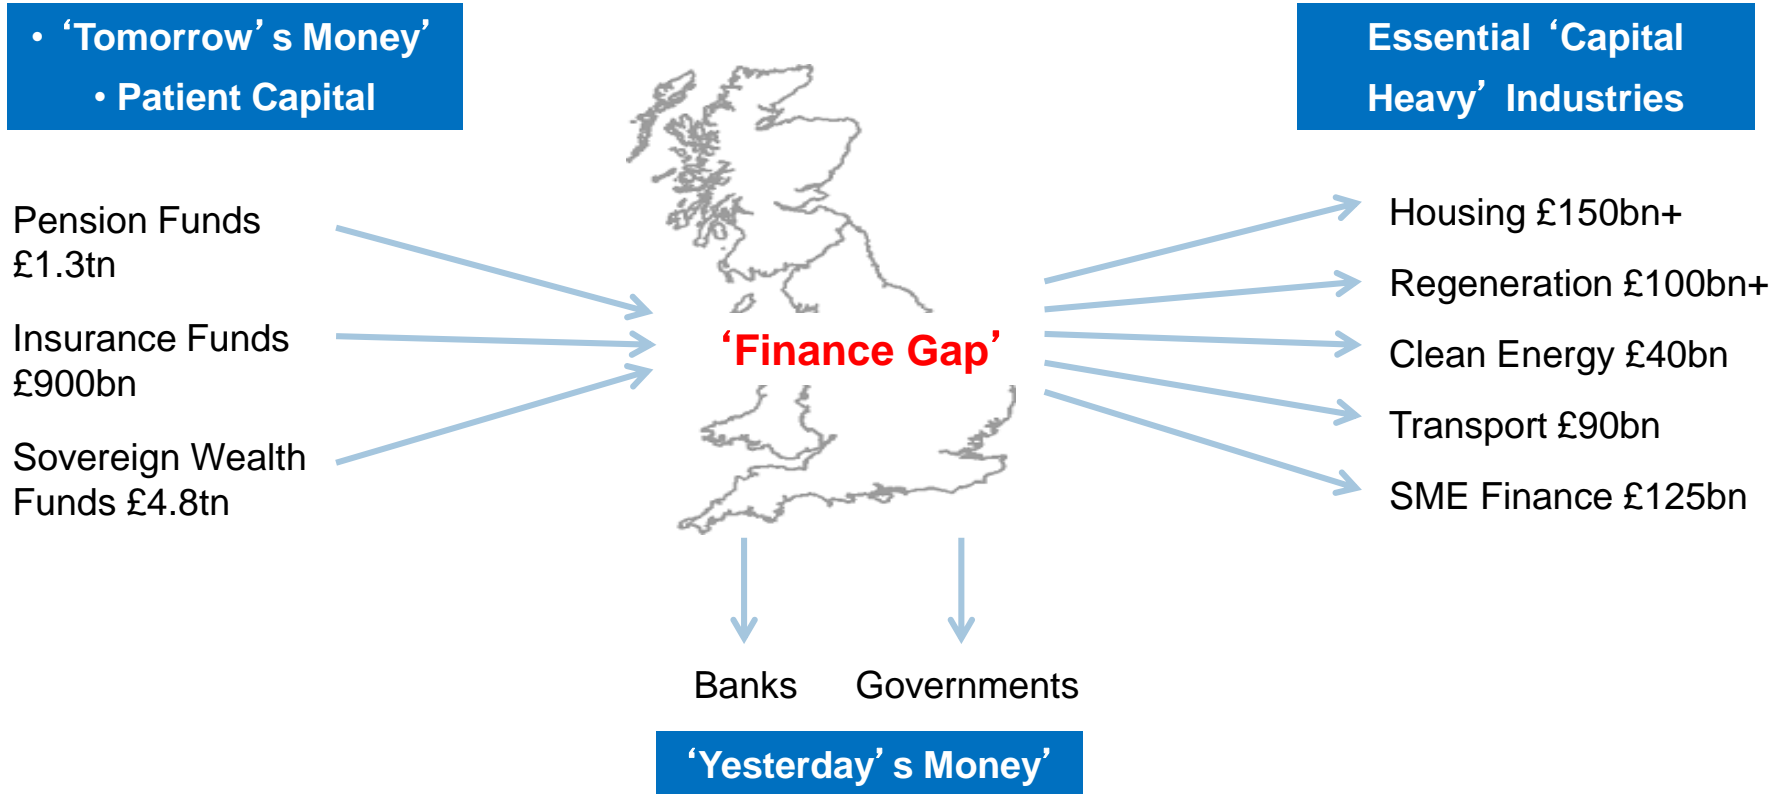 • ‘Tomorrow’s Money’
• Patient Capital
Pension Funds
£1.3tn
Insurance Funds
£900bn
Sovereign Wealth
Funds £4.8tn
‘Finance Gap’
Essential ‘Capital
Heavy’ Industries
Housing £150bn+
Regeneration £100bn+
Clean Energy £40bn
Transport £90bn
SME Finance £125bn
Banks
Governments
‘Yesterday’s Money’